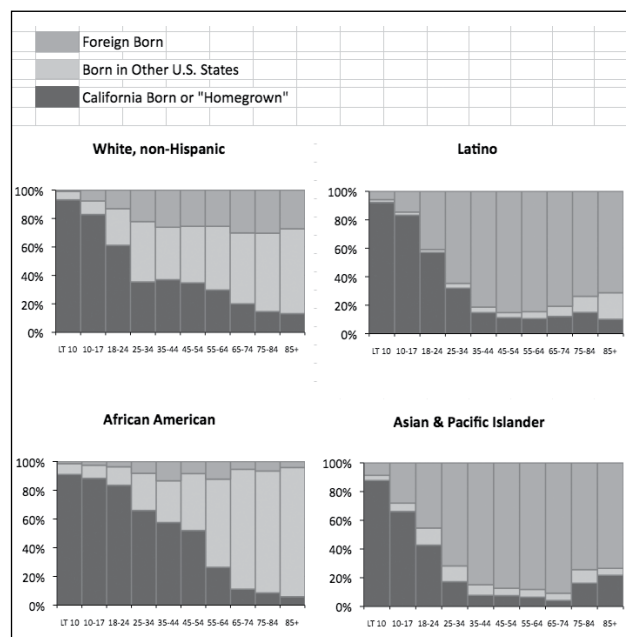 Foreign Born
Born in Other U.S. States
California Born or "Homegrown"
White, non-Hispanic
100%
80%
60%
40%
20%
0%
LT 10 10-17 18-24 25-34 35-44 45-54 55-64 65-74 75-84 85+
Latino
100%
80%
60%
40%
20%
0%
LT 10 10-17 18-24 25-34 35-44 45-54 55-64 65-74 75-84 85+
African American
100%
80%
60%
40%
20%
0%
LT 10 10-17 18-24 25-34 35-44 45-54 55-64 65-74 75-84 85+
Asian & Pacific Islander
100%
80%
60%
40%
20%
0%
LT 10 10-17 18-24 25-34 35-44 45-54 55-64 65-74 75-84 85+